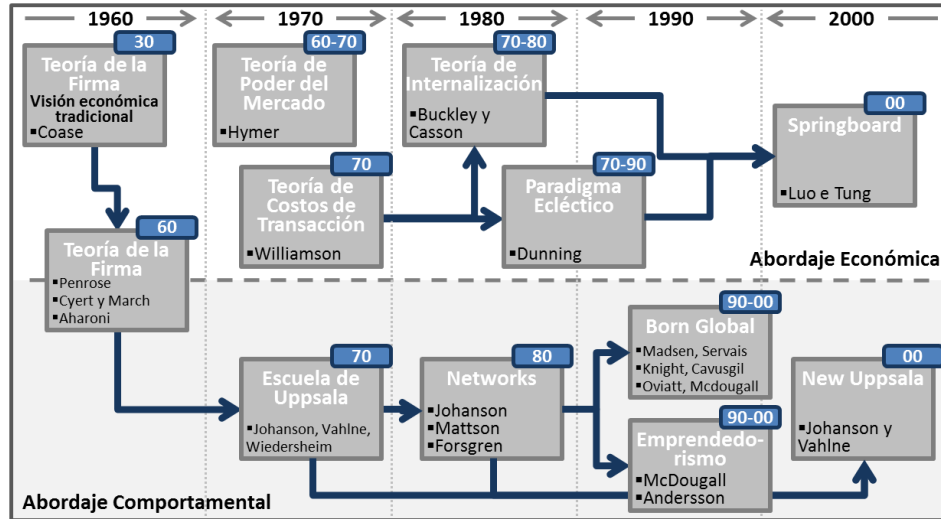 1960
1970
1980
1990
2000
30
Teoría de la
Firma
Visión económica
tradicional
▪Coase
60-70
Teoría de
Poder del
Mercado
▪Hymer
70-80
Teoría de
Internalización
▪Buckley y
Casson
00
Springboard
▪Luo e Tung
70
Teoría de
Costos de
Transacción
▪Williamson
70-90
Paradigma
Ecléctico
▪Dunning
60
Teoría de la
Firma
▪Penrose
▪Cyert y March
▪Aharoni
Abordaje Económica
90-00
Born Global
▪Madsen, Servais
▪Knight, Cavusgil
▪Oviatt, Mcdougall
70
Escuela de
Uppsala
▪Johanson, Vahlne,
Wiedersheim
80
Networks
▪Johanson
▪Mattson
▪Forsgren
00
New Uppsala
▪Johanson y
Vahlne
90-00
Emprendedo-
rismo
▪McDougall
▪Andersson
Abordaje Comportamental